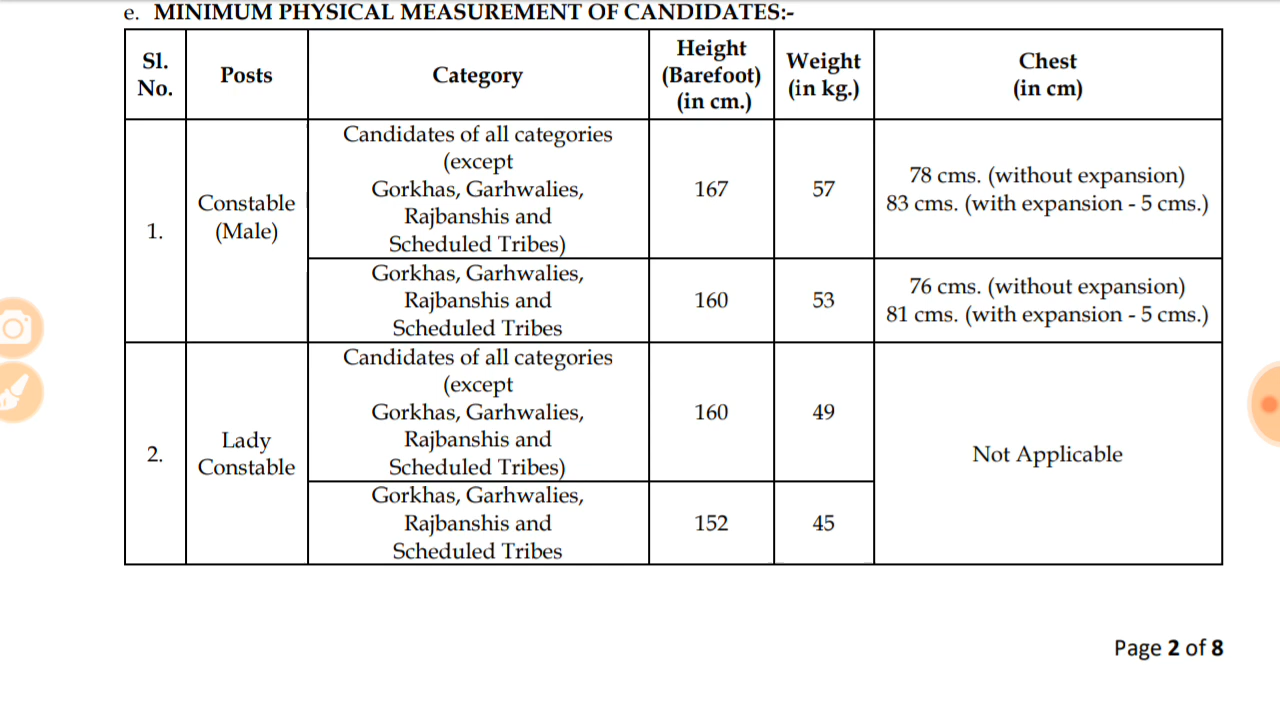 e. MINIMUM PHYSICAL MEASUREMENT OF CANDIDATES:-
Sl.
No.
Posts
Category
Height
(Barefoot)
(in cm.)
Weight
(in kg.)
Chest
(in cm)
1.
Constable
(Male)
Candidates of all categories
(except
Gorkhas, Garhwalies,
Rajbanshis and
Scheduled Tribes)
167
57
78 cms. (without expansion)
83 cms. (with expansion - 5 cms.)
Gorkhas, Garhwalies,
Rajbanshis and
Scheduled Tribes
160
53
76 cms. (without expansion)
81 cms. (with expansion - 5 cms.)
2.
Lady
Constable
Candidates of all categories
(except
Gorkhas, Garhwalies,
Rajbanshis and
Scheduled Tribes)
160
49
Not Applicable
Gorkhas, Garhwalies,
Rajbanshis and
Scheduled Tribes
152
45
Page 2 of 8